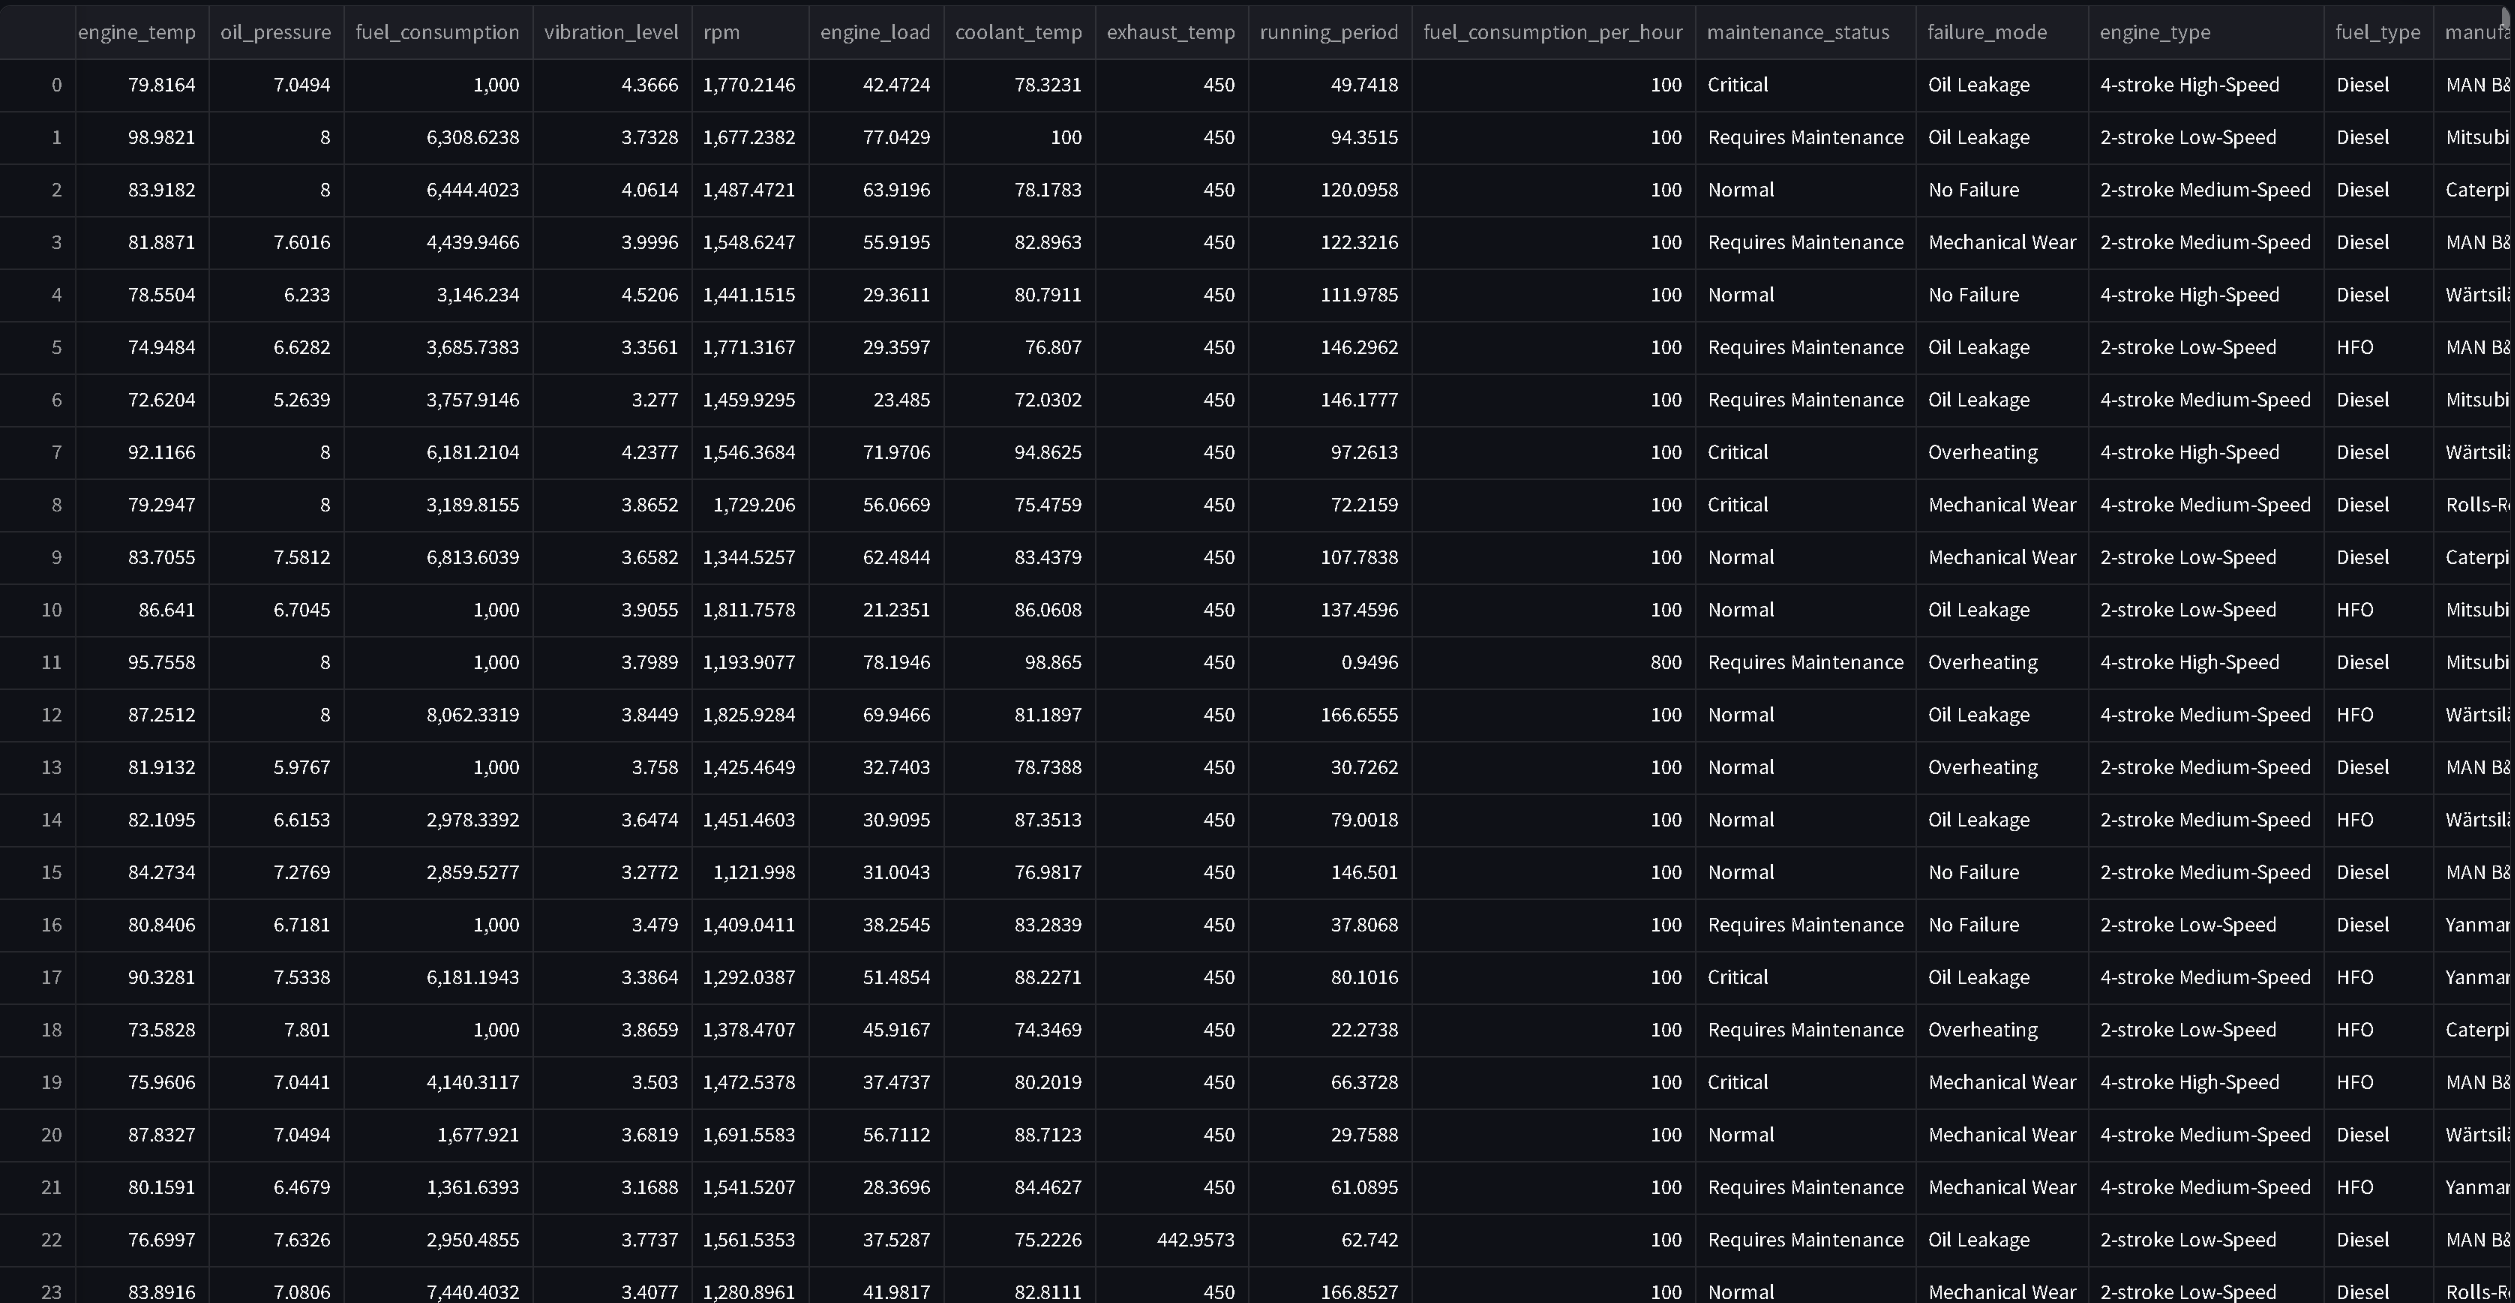 engine_temp oil_pressure fuel_consumption vibration_level rpm engine_load coolant_temp exhaust_temp running_period fuel_consumption_per_hour maintenance_status failure_mode engine_type fuel_type
0 79.8164 7.0494 1,000 4.3666 1,770.2146 42.4724 78.3231 450 49.7418 100 Critical Oil Leakage 4-stroke High-Speed Diesel MAN
1 98.9821 8 6,308.6238 3.7328 1,677.2382 77.0429 100 450 94.3515 100 Requires Maintenance Oil Leakage 2-stroke Low-Speed Diesel Mitsubi
2 83.9182 8 6,444.4023 4.0614 1,487.4721 63.9196 78.1783 450 120.0958 100 Normal No Failure 2-stroke Medium-Speed Diesel Caterpi
3 81.8871 7.6016 4,439.9466 3.9996 1,548.6247 55.9195 82.8963 450 122.3216 100 Requires Maintenance Mechanical Wear 2-stroke Medium-Speed Diesel MAN
4 78.5504 6.233 3,146.234 4.5206 1,441.1515 29.3611 80.7911 450 111.9785 100 Normal No Failure 4-stroke High-Speed Diesel Wärtsil
5 74.9484 6.6282 3,685.7383 3.3561 1,771.3167 29.3597 76.807 450 146.2962 100 Requires Maintenance Oil Leakage 2-stroke Low-Speed HFO MAN
6 72.6204 5.2639 3,757.9146 3.277 1,459.9295 23.485 72.0302 450 146.1777 100 Requires Maintenance Oil Leakage 4-stroke Medium-Speed Diesel Mitsubi
7 92.1166 8 6,181.2104 4.2377 1,546.3684 71.9706 94.8625 450 97.2613 100 Critical Overheating 4-stroke High-Speed Diesel Wärtsil
8 79.2947 8 3,189.8155 3.8652 1,729.206 56.0669 75.4759 450 72.2159 100 Critical Mechanical Wear 4-stroke Medium-Speed Diesel Rolls-R
9 83.7055 7.5812 6,813.6039 3.6582 1,344.5257 62.4844 83.4379 450 107.7838 100 Normal Mechanical Wear 2-stroke Low-Speed Diesel Caterpi
10 86.641 6.7045 1,000 3.9055 1,811.7578 21.2351 86.0608 450 137.4596 100 Normal Oil Leakage 2-stroke Low-Speed HFO Mitsubi
11 95.7558 8 1,000 3.7989 1,193.9077 78.1946 98.865 450 0.9496 800 Requires Maintenance Overheating 4-stroke High-Speed Diesel Mitsubi
12 87.2512 8 8,062.3319 3.8449 1,825.9284 69.9466 81.1897 450 166.6555 100 Normal Oil Leakage 4-stroke Medium-Speed HFO Wärtsil
13 81.9132 5.9767 1,000 3.758 1,425.4649 32.7403 78.7388 450 30.7262 100 Normal Overheating 2-stroke Medium-Speed Diesel MAN
14 82.1095 6.6153 2,978.3392 3.6474 1,451.4603 30.9095 87.3513 450 79.0018 100 Normal Oil Leakage 2-stroke Medium-Speed HFO Wärtsil
15 84.2734 7.2769 2,859.5277 3.2772 1,121.998 31.0043 76.9817 450 146.501 100 Normal No Failure 2-stroke Medium-Speed Diesel MAN
16 80.8406 6.7181 1,000 3.479 1,409.0411 38.2545 83.2839 450 37.8068 100 Requires Maintenance No Failure 2-stroke Low-Speed Diesel Yanmar
17 90.3281 7.5338 6,181.1943 3.3864 1,292.0387 51.4854 88.2271 450 80.1016 100 Critical Oil Leakage 4-stroke Medium-Speed HFO Yanmar
18 73.5828 7.801 1,000 3.8659 1,378.4707 45.9167 74.3469 450 22.2738 100 Requires Maintenance Overheating 2-stroke Low-Speed HFO Caterpi
19 75.9606 7.0441 4,140.3117 3.503 1,472.5378 37.4737 80.2019 450 66.3728 100 Critical Mechanical Wear 4-stroke High-Speed HFO MAN
20 87.8327 7.0494 1,677.921 3.6819 1,691.5583 56.7112 88.7123 450 29.7588 100 Normal Mechanical Wear 4-stroke Medium-Speed Diesel Wärtsil
21 80.1591 6.4679 1,361.6393 3.1688 1,541.5207 28.3696 84.4627 450 61.0895 100 Requires Maintenance Mechanical Wear 4-stroke Medium-Speed HFO Yanmar
22 76.6997 7.6326 2,950.4855 3.7737 1,561.5353 37.5287 75.2226 442.9573 62.742 100 Requires Maintenance Oil Leakage 2-stroke Low-Speed Diesel MAN
23 83.8916 7.0806 7,440.4032 3.4077 1,280.8961 41.9817 82.8111 450 166.8527 100 Normal Mechanical Wear 2-stroke Low-Speed Diesel Rolls-R